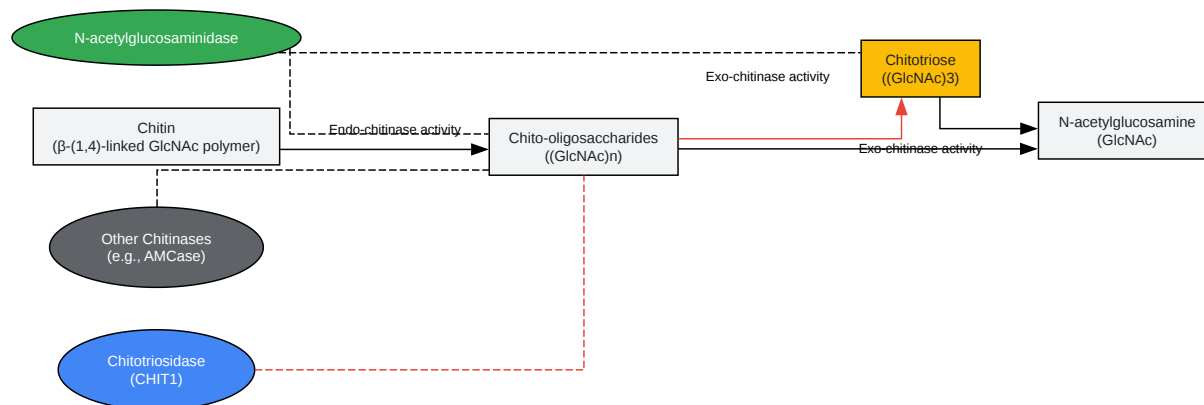 N-acetylglucosaminidase
Chitotriose
((GlcNAc)3)
Exo-chitinase activity
Chitin
(β-(1,4)-linked GlcNAc polymer)
Endo-chitinase activity
Chito-oligosaccharides
((GlcNAc)n)
Exo-chitinase activity
N-acetylglucosamine
(GlcNAc)
Other Chitinases
(e.g., AMCase)
Chitotriosidase
(CHIT1)